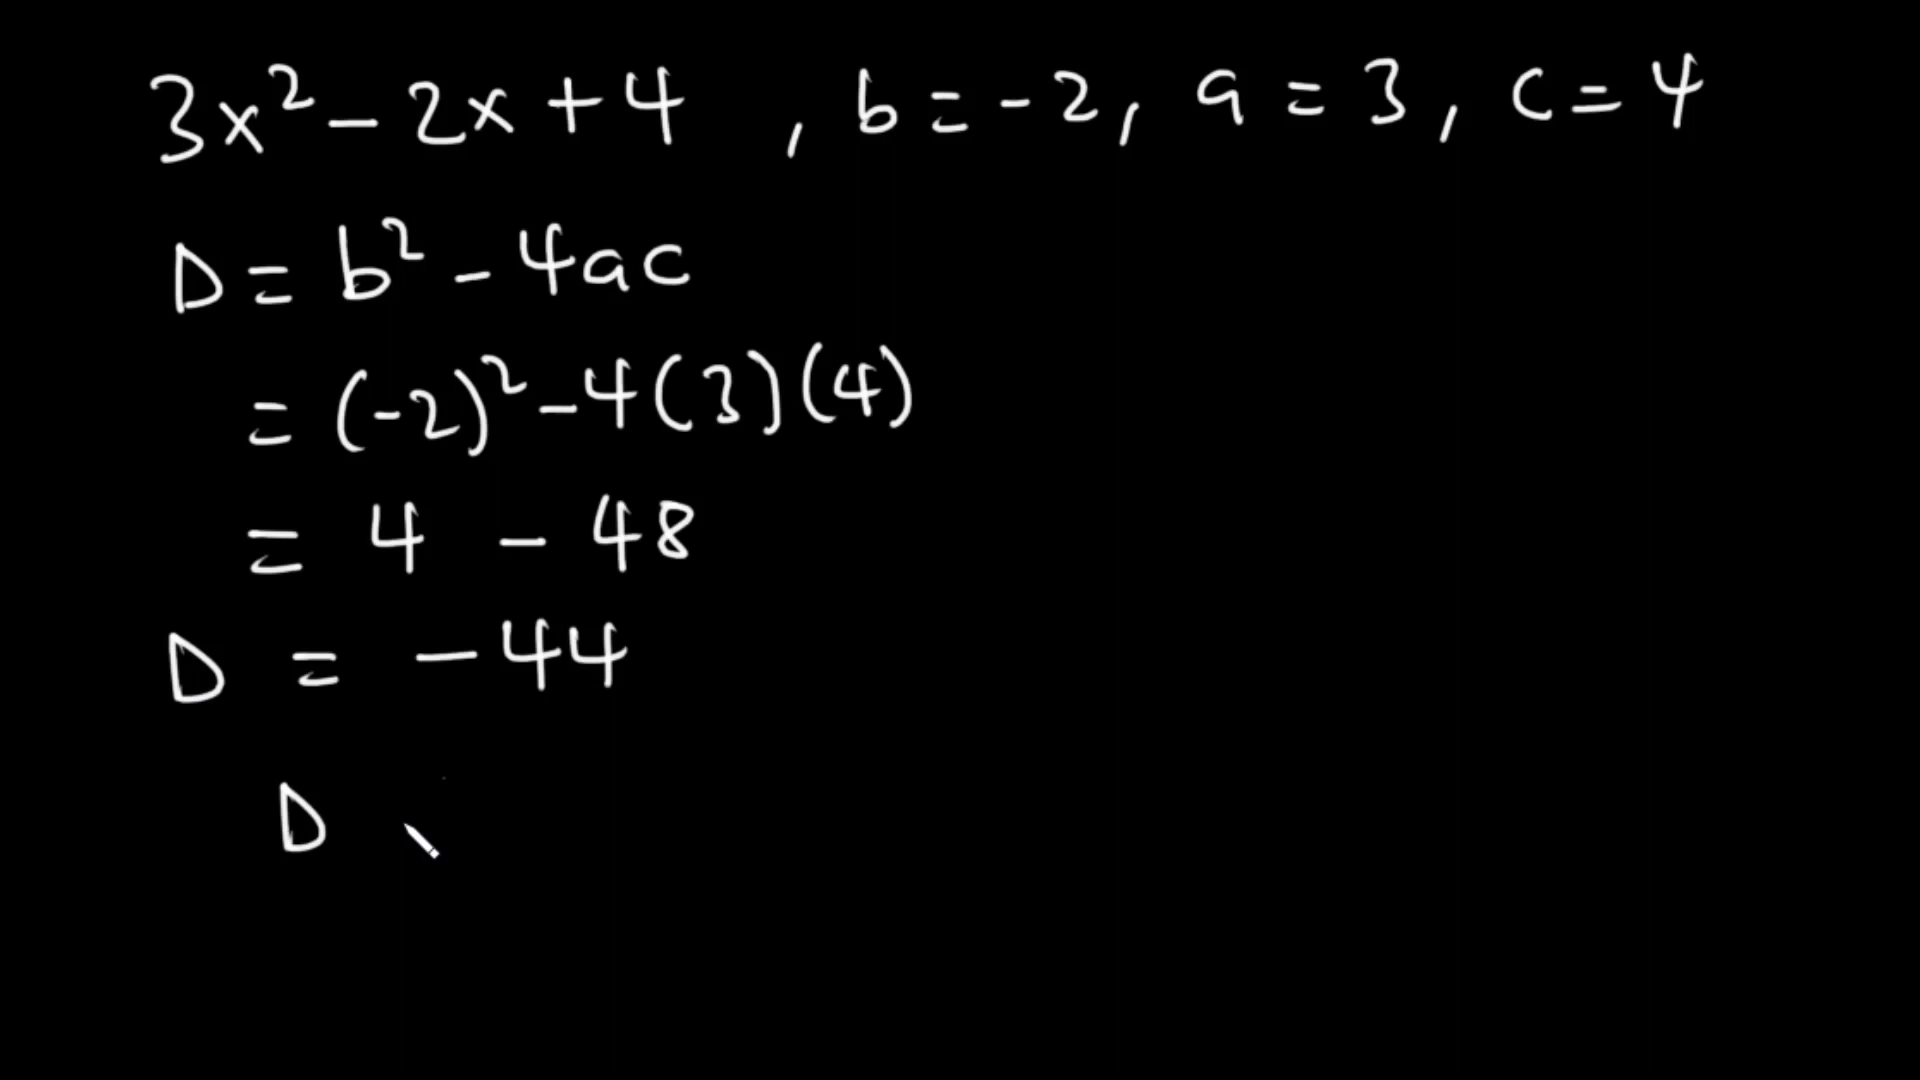 3x² - 2x + 4 , b = -2, a = 3, c = 4
D = b² - 4ac
= (-2)² - 4(3)(4)
= 4 - 48
D = -44
D